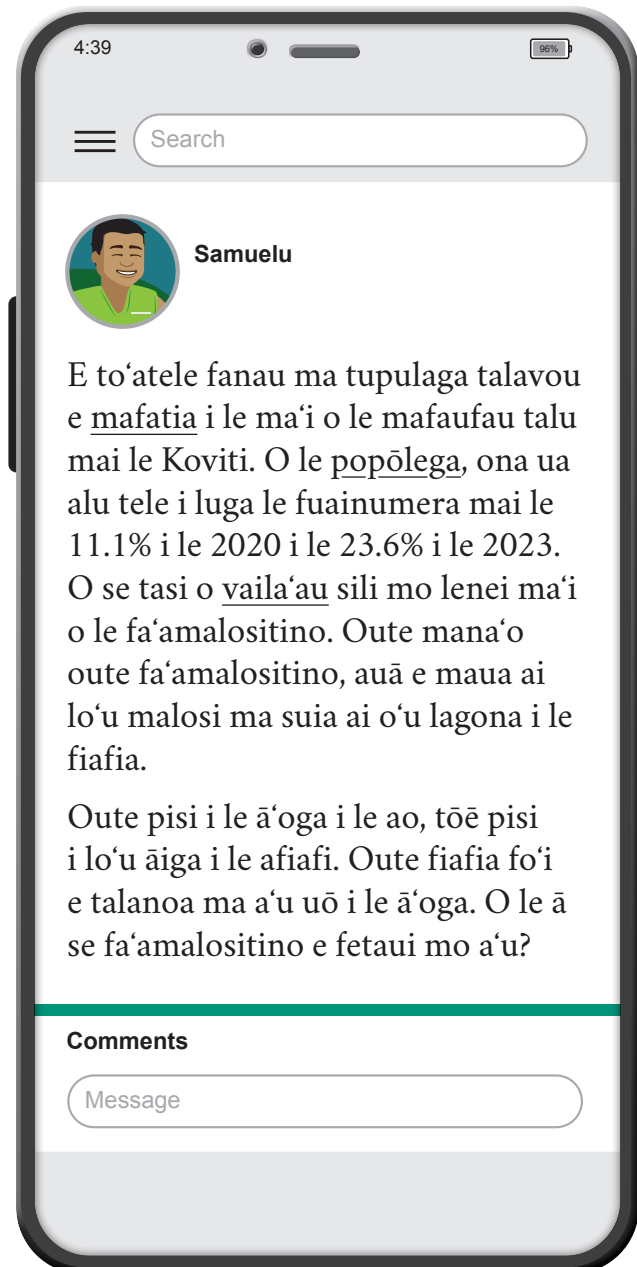 4:39
96%
Search
Samuelu
E to‘atele fanau ma tupulaga talavou
e mafatia i le ma‘i o le mafaufau talu
mai le Koviti. O le popōlega, ona ua
alu tele i luga le fuainumera mai le
11.1% i le 2020 i le 23.6% i le 2023.
O se tasi o vaila‘au sili mo lenei ma‘i
o le fa‘amalositino. Oute mana‘o
oute fa‘amalositino, auā e maua ai
lo‘u malosi ma suia ai o‘u lagona i le
fiafia.
Oute pisi i le ā‘oga i le ao, tōē pisi
i lo‘u āiga i le afiafi. Oute fiafia fo‘i
e talanoa ma a‘u uō i le ā‘oga. O le ā
se fa‘amalositino e fetaui mo a‘u?
Comments
Message